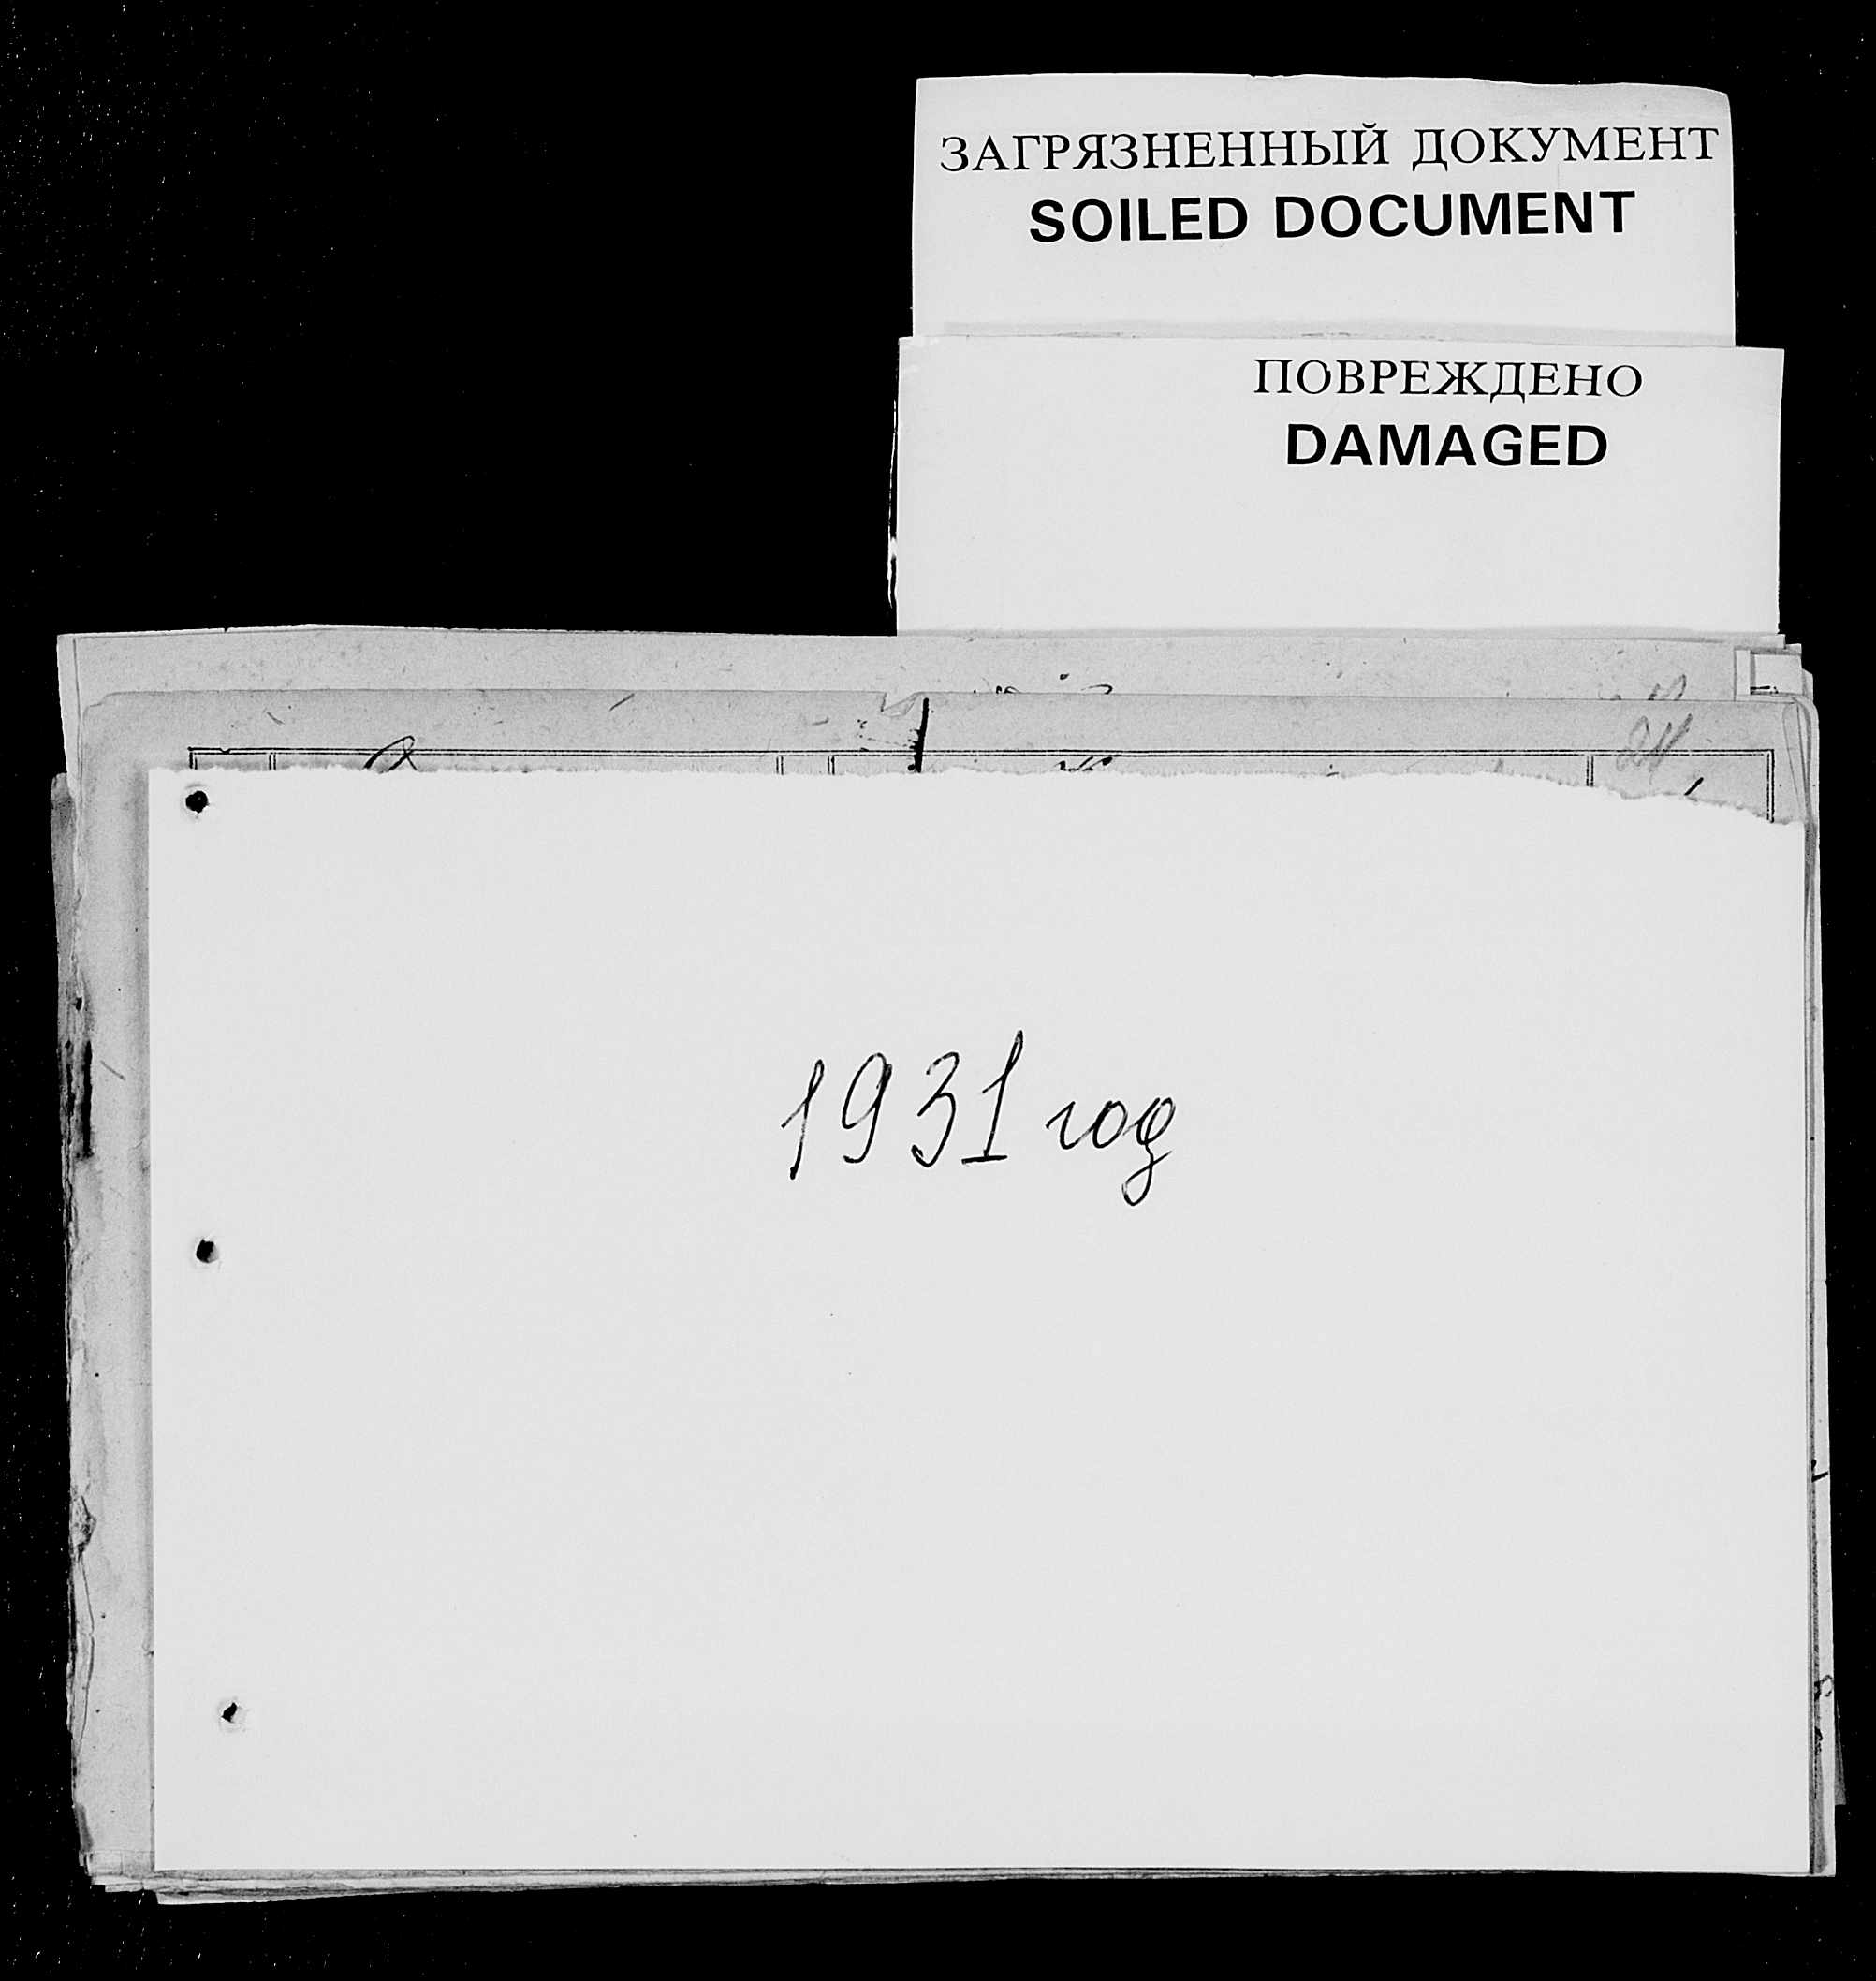 ЗАГРЯЗНЕННЫЙ ДОКУМЕНТ
SOILED DOCUMENT
ПОВРЕЖДЕНО
DAMAGED
1931 год